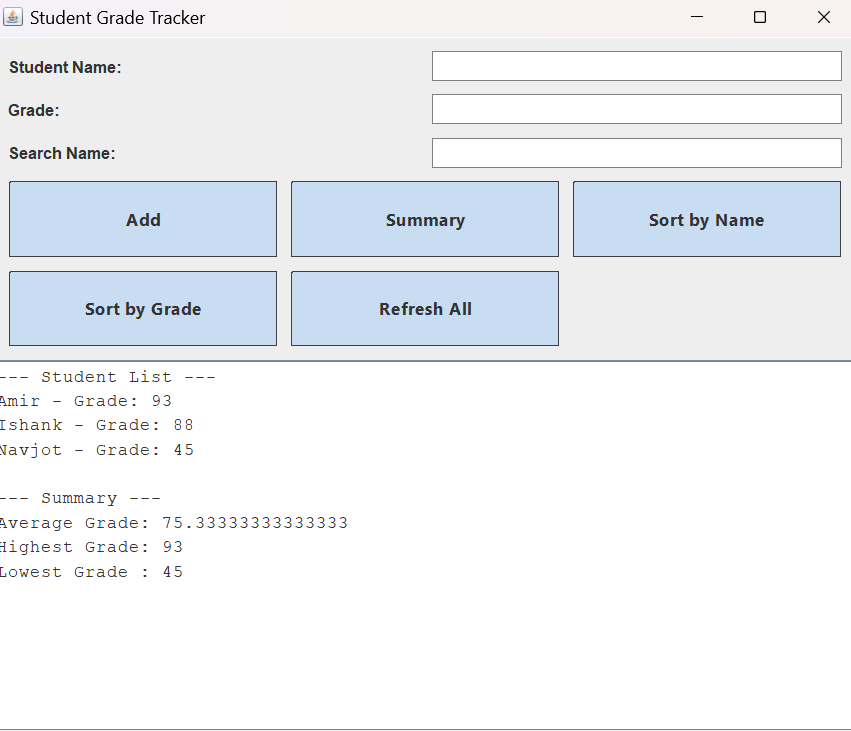 Student Grade Tracker
Student Name:
Grade:
Search Name:
Add
Summary
Sort by Name
Sort by Grade
Refresh All
--- Student List ---
Amir - Grade: 93
Ishank - Grade: 88
Navjot - Grade: 45
--- Summary ---
Average Grade: 75.33333333333333
Highest Grade: 93
Lowest Grade : 45